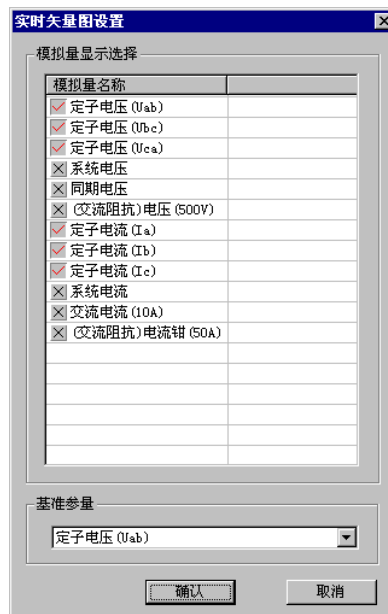 实时矢量图设置
模拟量显示选择
模拟量名称
定子电压(Uab)
定子电压(Ubc)
定子电压(Uca)
系统电压
同期电压
(交流阻抗)电压(500V)
定子电流(Ia)
定子电流(Ib)
定子电流(Ic)
系统电流
交流电流(10A)
(交流阻抗)电流钳(50A)
基准参量
定子电压(Uab)
确认 取消